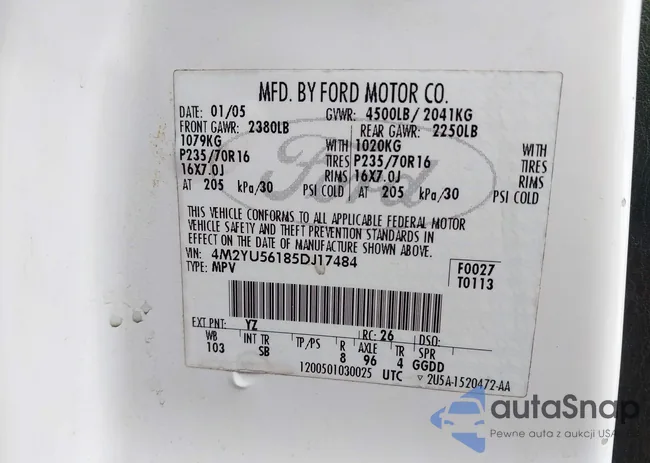 MFD. BY FORD MOTOR CO.
DATE: 01/05 GVWR: 4500LB/ 2041KG
FRONT GAWR: 2380LB REAR GAWR: 2250LB
1079KG WITH 1020KG WITH
P235/70R16 TIRES P235/70R16 TIRES
16X7.0J RIMS 16X7.0J RIMS
AT 205 kPa/30 PSI COLD AT 205 kPa/30 PSI COLD
Ford
THIS VEHICLE CONFORMS TO ALL APPLICABLE FEDERAL MOTOR
VEHICLE SAFETY AND THEFT PREVENTION STANDARDS IN
EFFECT ON THE DATE OF MANUFACTURE SHOWN ABOVE.
VIN: 4M2YU56185DJ17484 F0027
TYPE: MPV T0113
EXT PNT: YZ RC: 26 DSO:
WB INT TR TP/PS R AXLE TR SPR
103 SB 8 96 4 GGDD
1200501030025 UTC ▽ 2U5A-1520472-AA
autaSnap
Pewne auta z aukcji USA